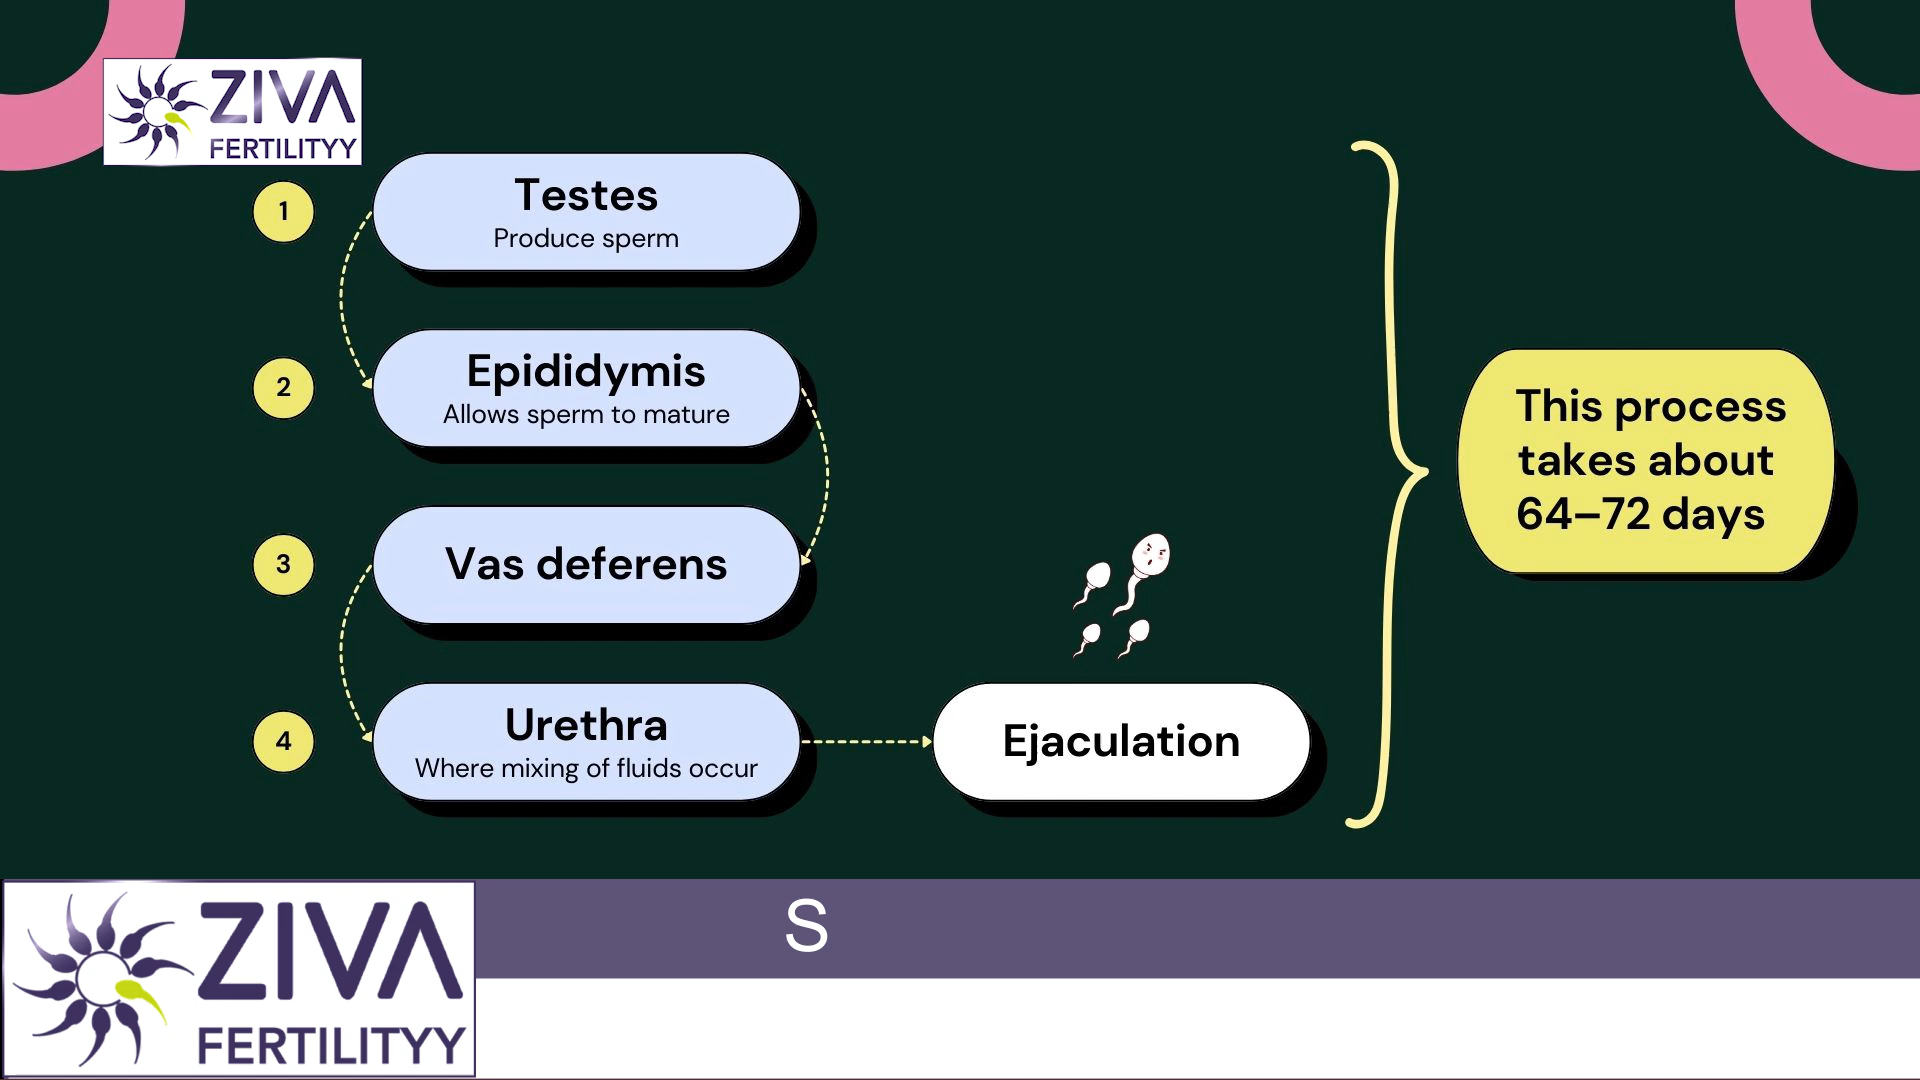 ZIVA
FERTILITYY
1
Testes
Produce sperm
2
Epididymis
Allows sperm to mature
3
Vas deferens
4
Urethra
Where mixing of fluids occur
Ejaculation
This process
takes about
64–72 days
S
ZIVA
FERTILITYY